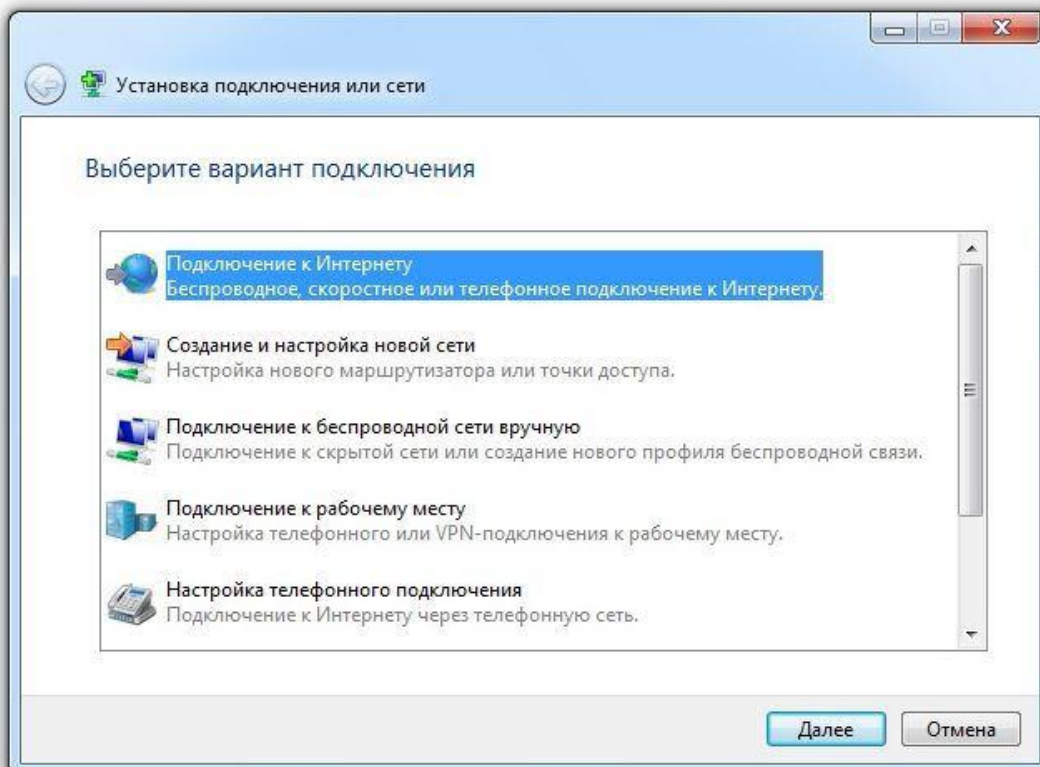 Установка подключения или сети
Выберите вариант подключения
Подключение к Интернету
Беспроводное, скоростное или телефонное подключение к Интернету.
Создание и настройка новой сети
Настройка нового маршрутизатора или точки доступа.
Подключение к беспроводной сети вручную
Подключение к скрытой сети или создание нового профиля беспроводной связи.
Подключение к рабочему месту
Настройка телефонного или VPN-подключения к рабочему месту.
Настройка телефонного подключения
Подключение к Интернету через телефонную сеть.
Далее
Отмена